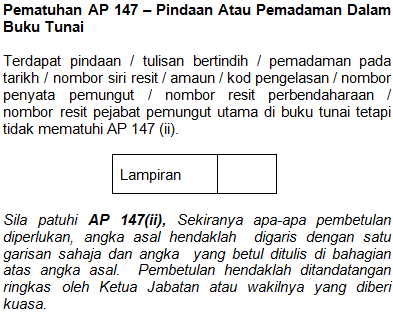 Pematuhan AP 147 – Pindaan Atau Pemadaman Dalam
Buku Tunai
Terdapat pindaan / tulisan bertindih / pemadaman pada
tarikh / nombor siri resit / amaun / kod pengelasan / nombor
penyata pemungut / nombor resit perbendaharaan /
nombor resit pejabat pemungut utama di buku tunai tetapi
tidak mematuhi AP 147 (ii).
Lampiran
Sila patuhi AP 147(ii), Sekiranya apa-apa pembetulan
diperlukan, angka asal hendaklah digaris dengan satu
garisan sahaja dan angka yang betul ditulis di bahagian
atas angka asal. Pembetulan hendaklah ditandatangan
ringkas oleh Ketua Jabatan atau wakilnya yang diberi
kuasa.